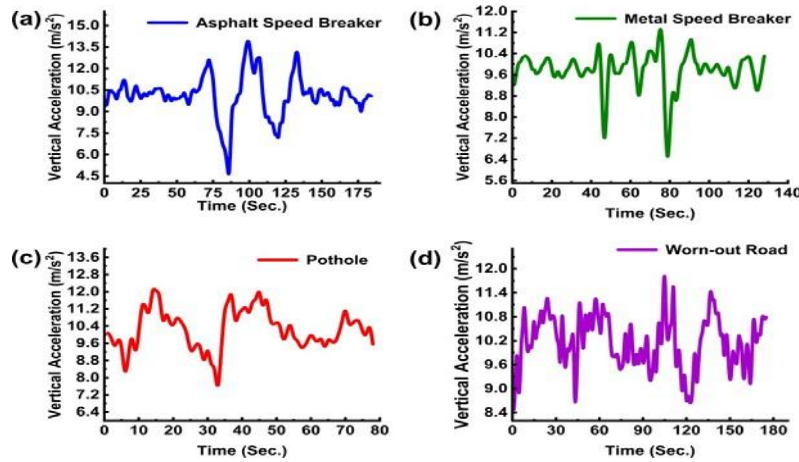 (a)
Asphalt Speed Breaker
Vertical Acceleration (m/s²)
15.0
13.5
12.0
10.5
9.0
7.5
6.0
4.5
0 25 50 75 100 125 150 175
Time (Sec.)
(b)
12.0
Metal Speed Breaker
Vertical Acceleration (m/s²)
11.2
10.4
9.6
8.8
8.0
7.2
6.4
5.6
0 20 40 60 80 100 120 140
Time (Sec.)
(c)
Pothole
Vertical Acceleration (m/s²)
13.6
12.8
12.0
11.2
10.4
9.6
8.8
8.0
7.2
6.4
0 10 20 30 40 50 60 70 80
Time (Sec.)
(d)
Worn-out Road
Vertical Acceleration (m/s²)
12.0
11.4
10.8
10.2
9.6
9.0
8.4
0 30 60 90 120 150 180
Time (Sec.)